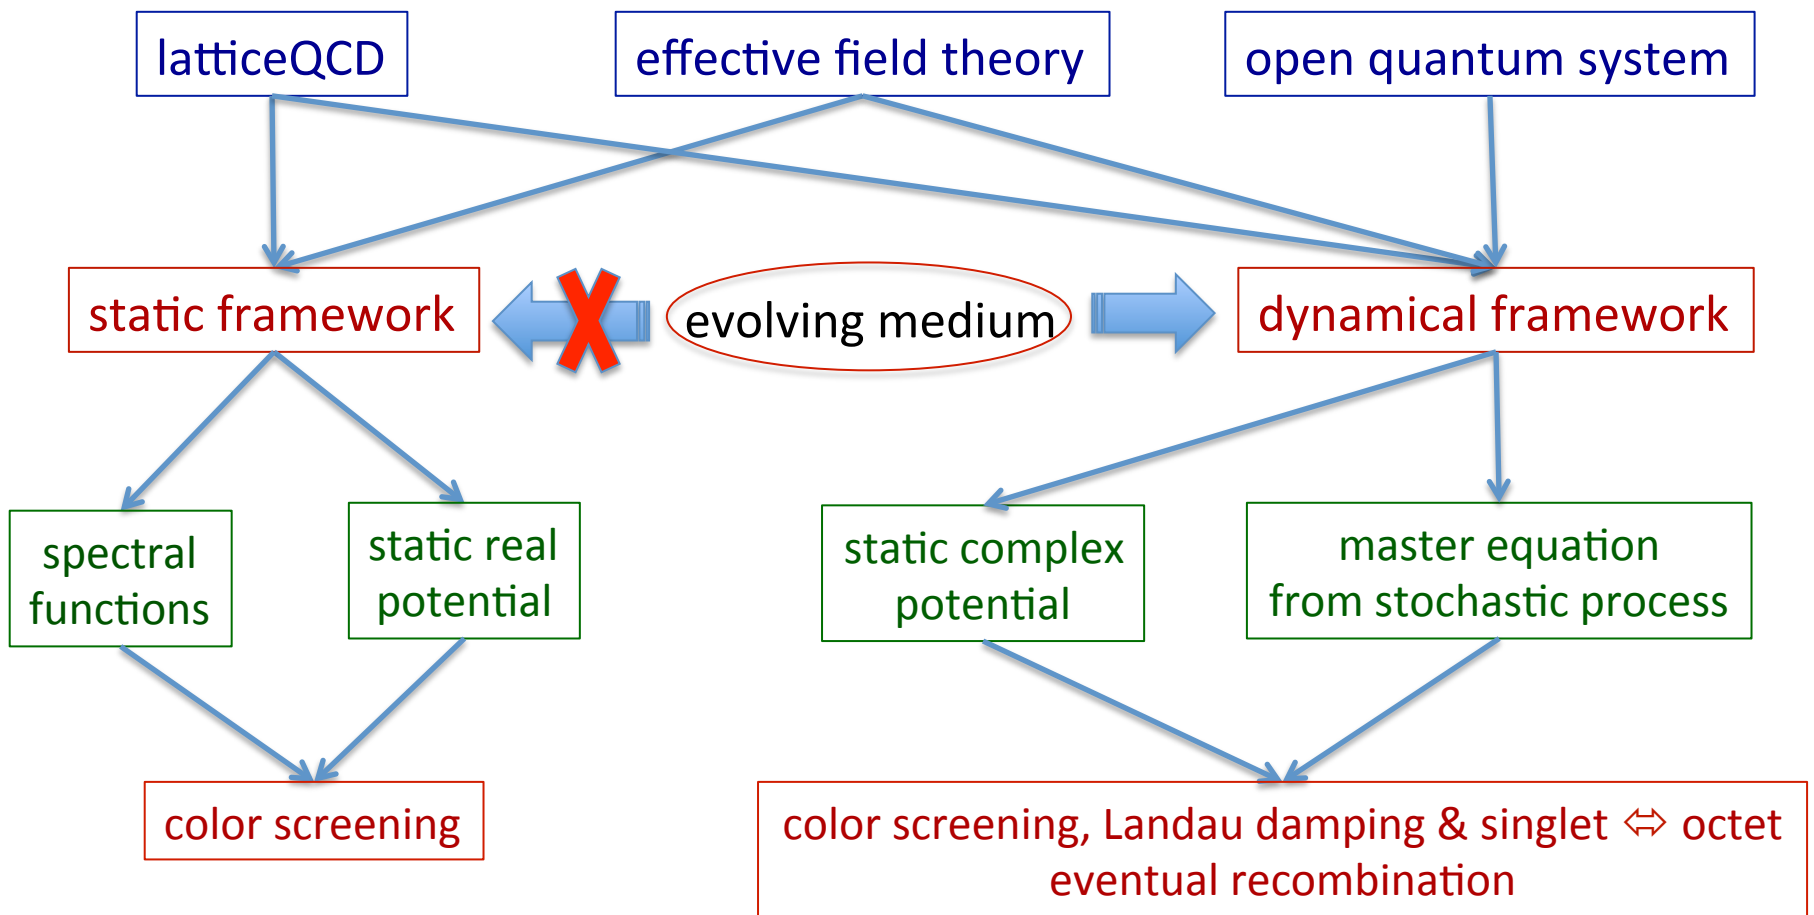 latticeQCD
effective field theory
open quantum system
static framework
evolving medium
dynamical framework
spectral
functions
static real
potential
static complex
potential
master equation
from stochastic process
color screening
color screening, Landau damping & singlet ⇔ octet
eventual recombination